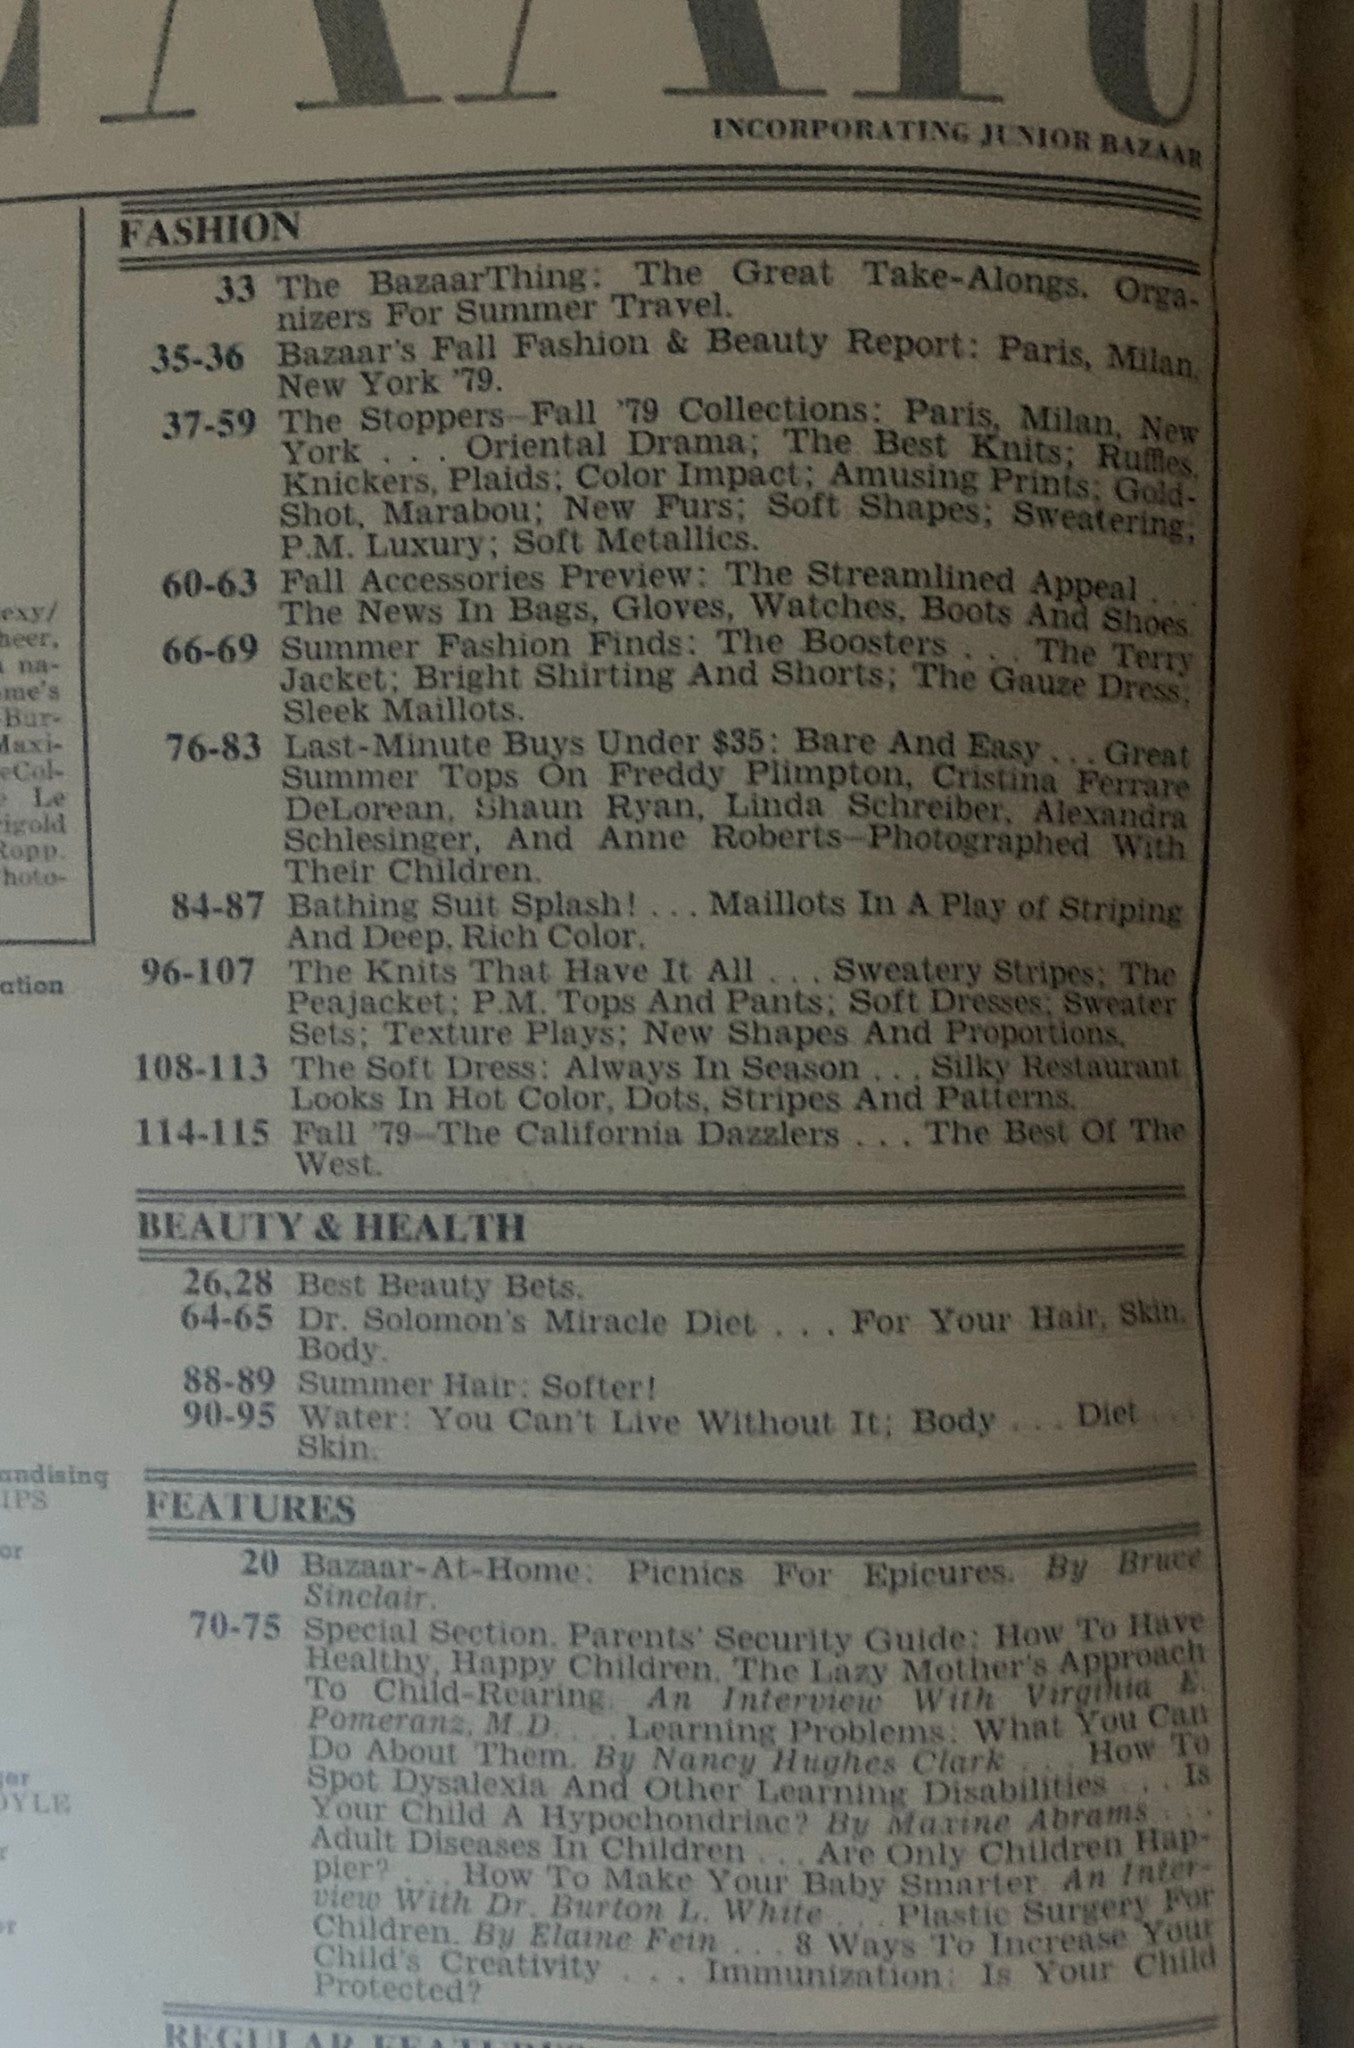 INCORPORATING JUNIOR BAZAAR
FASHION
33 The BazaarThing: The Great Take-Alongs. Orga-
nizers For Summer Travel.
35-36 Bazaar's Fall Fashion & Beauty Report: Paris, Milan,
New York '79.
37-59 The Stoppers—Fall '79 Collections: Paris, Milan, New
York . . . Oriental Drama; The Best Knits; Ruffles,
Knickers, Plaids; Color Impact; Amusing Prints; Gold-
Shot, Marabou; New Furs; Soft Shapes; Sweatering;
P.M. Luxury; Soft Metallics.
60-63 Fall Accessories Preview: The Streamlined Appeal . . .
The News In Bags, Gloves, Watches, Boots And Shoes.
66-69 Summer Fashion Finds: The Boosters . . . The Terry
Jacket; Bright Shirting And Shorts; The Gauze Dress;
Sleek Maillots.
76-83 Last-Minute Buys Under $35: Bare And Easy . . . Great
Summer Tops On Freddy Plimpton, Cristina Ferrare
DeLorean, Shaun Ryan, Linda Schreiber, Alexandra
Schlesinger, And Anne Roberts—Photographed With
Their Children.
84-87 Bathing Suit Splash! . . . Maillots In A Play of Striping
And Deep, Rich Color.
96-107 The Knits That Have It All . . . Sweatery Stripes; The
Peajacket; P.M. Tops And Pants; Soft Dresses; Sweater
Sets; Texture Plays; New Shapes And Proportions.
108-113 The Soft Dress: Always In Season . . . Silky Restaurant
Looks In Hot Color, Dots, Stripes And Patterns.
114-115 Fall '79—The California Dazzlers . . . The Best Of The
West.
BEAUTY & HEALTH
26,28 Best Beauty Bets.
64-65 Dr. Solomon's Miracle Diet . . . For Your Hair, Skin,
Body.
88-89 Summer Hair: Softer!
90-95 Water: You Can't Live Without It; Body . . . Diet . . .
Skin.
FEATURES
20 Bazaar-At-Home: Picnics For Epicures. By Bruce
Sinclair.
70-75 Special Section. Parents' Security Guide: How To Have
Healthy, Happy Children. The Lazy Mother's Approach
To Child-Rearing. An Interview With Virginia E.
Pomeranz, M.D. . . . Learning Problems: What You Can
Do About Them. By Nancy Hughes Clark . . . How To
Spot Dysalexia And Other Learning Disabilities . . . Is
Your Child A Hypochondriac? By Maxine Abrams . . .
Adult Diseases In Children . . . Are Only Children Hap-
pier? . . . How To Make Your Baby Smarter. An Inter-
view With Dr. Burton L. White . . . Plastic Surgery For
Children. By Elaine Fein . . . 8 Ways To Increase Your
Child's Creativity . . . Immunization: Is Your Child
Protected?